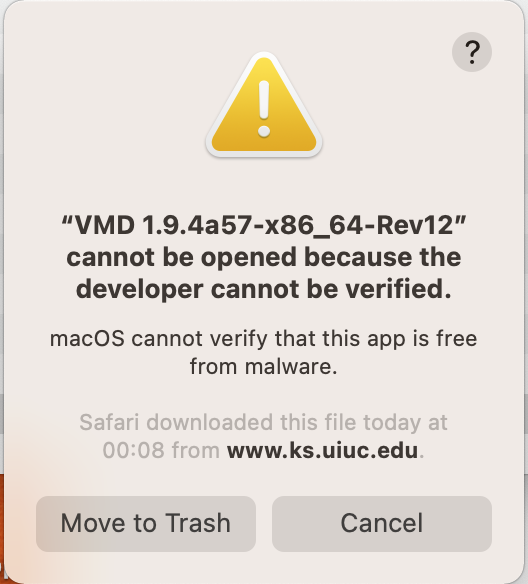 ?
“VMD 1.9.4a57-x86_64-Rev12”
cannot be opened because the
developer cannot be verified.
macOS cannot verify that this app is free
from malware.
Safari downloaded this file today at
00:08 from www.ks.uiuc.edu.
Move to Trash
Cancel